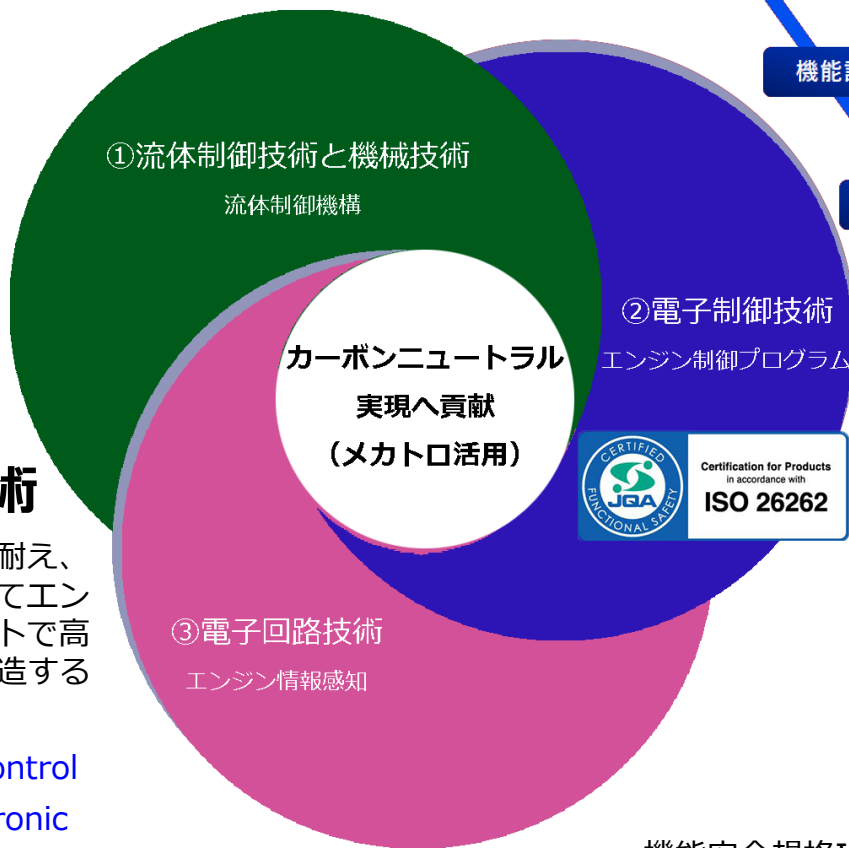 機能
①流体制御技術と機械技術
流体制御機構
②電子制御技術
エンジン制御プログラム
カーボンニュートラル
実現へ貢献
（メカトロ活用）
CERTIFIED
JQA
FUNCTIONAL SAFETY
Certification for Products
in accordance with
ISO 26262
術
耐え、
てエン
トで高
造する
③電子回路技術
エンジン情報感知
ontrol
ronic